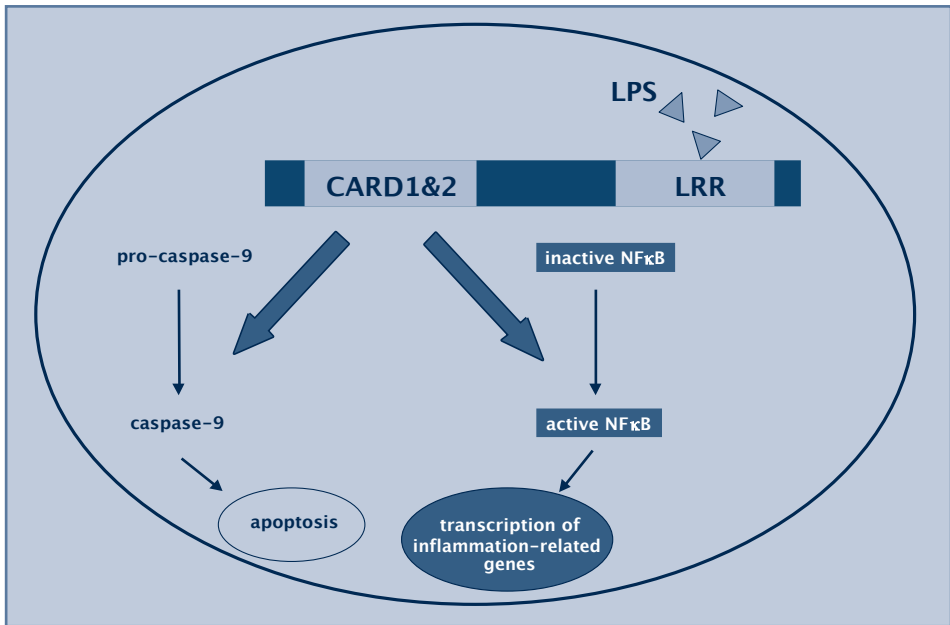 LPS
CARD1&2
LRR
pro-caspase-9
inactive NFκB
caspase-9
active NFκB
apoptosis
transcription of
inflammation-related
genes